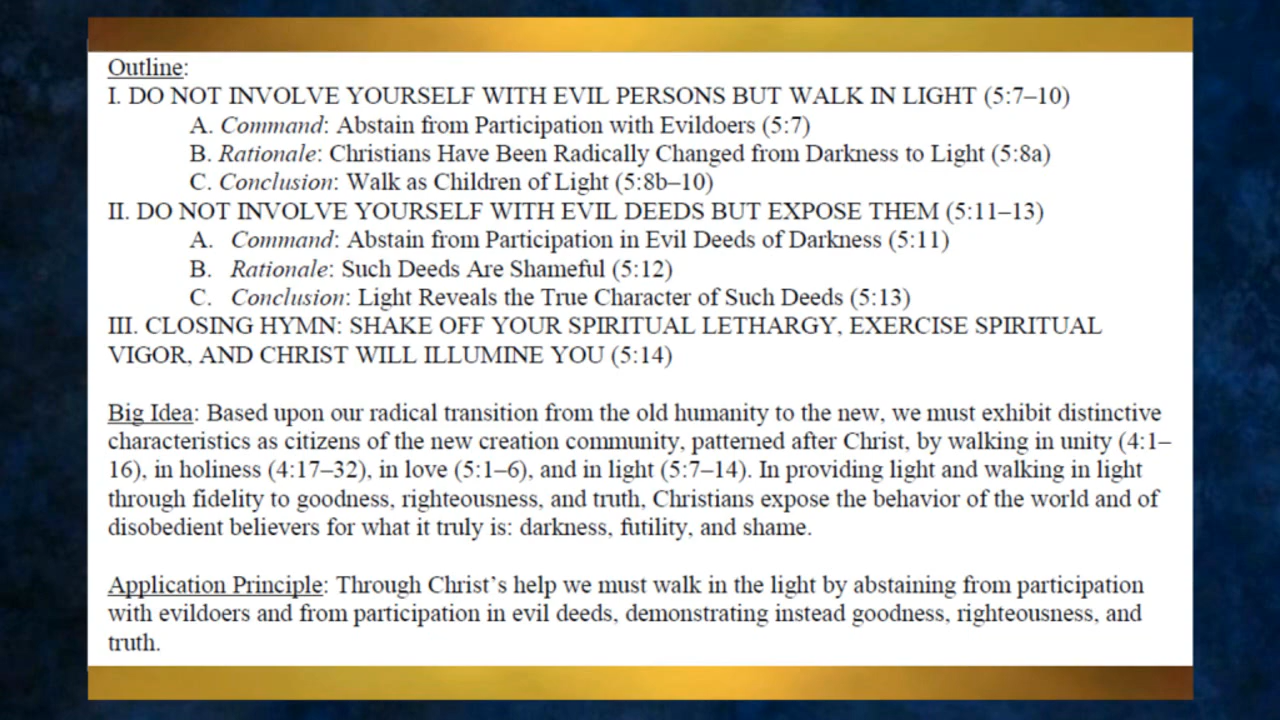 Outline:
I. DO NOT INVOLVE YOURSELF WITH EVIL PERSONS BUT WALK IN LIGHT (5:7–10)
A. Command: Abstain from Participation with Evildoers (5:7)
B. Rationale: Christians Have Been Radically Changed from Darkness to Light (5:8a)
C. Conclusion: Walk as Children of Light (5:8b–10)
II. DO NOT INVOLVE YOURSELF WITH EVIL DEEDS BUT EXPOSE THEM (5:11–13)
A. Command: Abstain from Participation in Evil Deeds of Darkness (5:11)
B. Rationale: Such Deeds Are Shameful (5:12)
C. Conclusion: Light Reveals the True Character of Such Deeds (5:13)
III. CLOSING HYMN: SHAKE OFF YOUR SPIRITUAL LETHARGY, EXERCISE SPIRITUAL
VIGOR, AND CHRIST WILL ILLUMINE YOU (5:14)
Big Idea: Based upon our radical transition from the old humanity to the new, we must exhibit distinctive
characteristics as citizens of the new creation community, patterned after Christ, by walking in unity (4:1–
16), in holiness (4:17–32), in love (5:1–6), and in light (5:7–14). In providing light and walking in light
through fidelity to goodness, righteousness, and truth, Christians expose the behavior of the world and of
disobedient believers for what it truly is: darkness, futility, and shame.
Application Principle: Through Christ’s help we must walk in the light by abstaining from participation
with evildoers and from participation in evil deeds, demonstrating instead goodness, righteousness, and
truth.